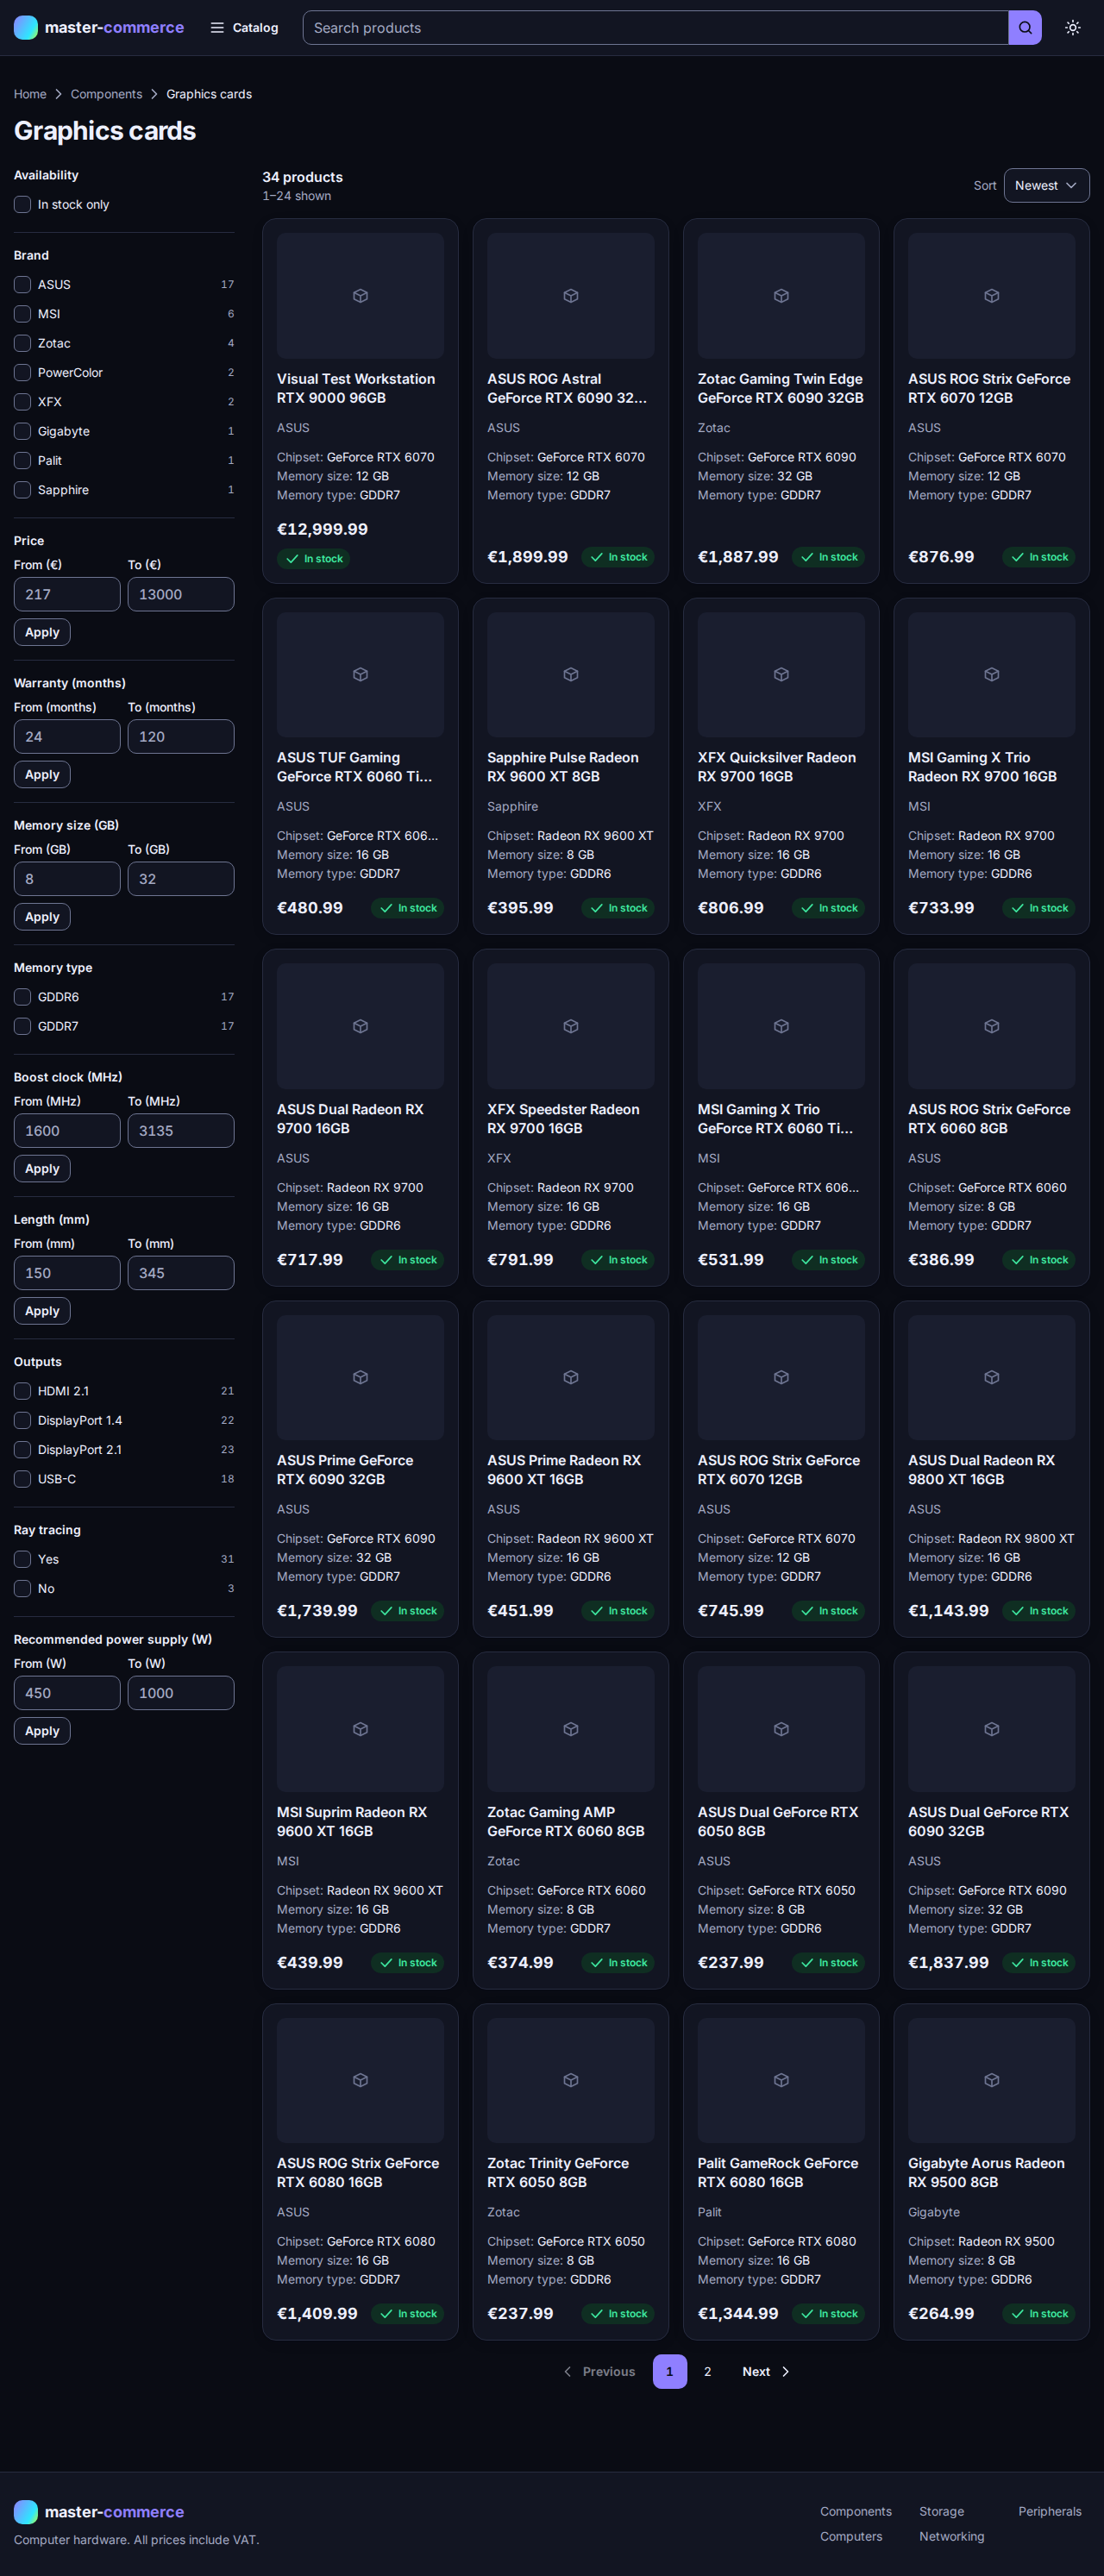 master-commerce
Catalog
Search products
Home
Components
Graphics cards
Graphics cards
Availability
In stock only
Brand
ASUS 17
MSI 6
Zotac 4
PowerColor 2
XFX 2
Gigabyte 1
Palit 1
Sapphire 1
Price
From (€) To (€)
217 13000
Apply
Warranty (months)
From (months) To (months)
24 120
Apply
Memory size (GB)
From (GB) To (GB)
8 32
Apply
Memory type
GDDR6 17
GDDR7 17
Boost clock (MHz)
From (MHz) To (MHz)
1600 3135
Apply
Length (mm)
From (mm) To (mm)
150 345
Apply
Outputs
HDMI 2.1 21
DisplayPort 1.4 22
DisplayPort 2.1 23
USB-C 18
Ray tracing
Yes 31
No 3
Recommended power supply (W)
From (W) To (W)
450 1000
Apply
34 products
1–24 shown
Sort Newest
Visual Test Workstation
RTX 9000 96GB
ASUS
Chipset: GeForce RTX 6070
Memory size: 12 GB
Memory type: GDDR7
€12,999.99
In stock
ASUS ROG Astral
GeForce RTX 6090 32...
ASUS
Chipset: GeForce RTX 6070
Memory size: 12 GB
Memory type: GDDR7
€1,899.99 In stock
Zotac Gaming Twin Edge
GeForce RTX 6090 32GB
Zotac
Chipset: GeForce RTX 6090
Memory size: 32 GB
Memory type: GDDR7
€1,887.99 In stock
ASUS ROG Strix GeForce
RTX 6070 12GB
ASUS
Chipset: GeForce RTX 6070
Memory size: 12 GB
Memory type: GDDR7
€876.99 In stock
ASUS TUF Gaming
GeForce RTX 6060 Ti...
ASUS
Chipset: GeForce RTX 606...
Memory size: 16 GB
Memory type: GDDR7
€480.99 In stock
Sapphire Pulse Radeon
RX 9600 XT 8GB
Sapphire
Chipset: Radeon RX 9600 XT
Memory size: 8 GB
Memory type: GDDR6
€395.99 In stock
XFX Quicksilver Radeon
RX 9700 16GB
XFX
Chipset: Radeon RX 9700
Memory size: 16 GB
Memory type: GDDR6
€806.99 In stock
MSI Gaming X Trio
Radeon RX 9700 16GB
MSI
Chipset: Radeon RX 9700
Memory size: 16 GB
Memory type: GDDR6
€733.99 In stock
ASUS Dual Radeon RX
9700 16GB
ASUS
Chipset: Radeon RX 9700
Memory size: 16 GB
Memory type: GDDR6
€717.99 In stock
XFX Speedster Radeon
RX 9700 16GB
XFX
Chipset: Radeon RX 9700
Memory size: 16 GB
Memory type: GDDR6
€791.99 In stock
MSI Gaming X Trio
GeForce RTX 6060 Ti...
MSI
Chipset: GeForce RTX 606...
Memory size: 16 GB
Memory type: GDDR7
€531.99 In stock
ASUS ROG Strix GeForce
RTX 6060 8GB
ASUS
Chipset: GeForce RTX 6060
Memory size: 8 GB
Memory type: GDDR7
€386.99 In stock
ASUS Prime GeForce
RTX 6090 32GB
ASUS
Chipset: GeForce RTX 6090
Memory size: 32 GB
Memory type: GDDR7
€1,739.99 In stock
ASUS Prime Radeon RX
9600 XT 16GB
ASUS
Chipset: Radeon RX 9600 XT
Memory size: 16 GB
Memory type: GDDR6
€451.99 In stock
ASUS ROG Strix GeForce
RTX 6070 12GB
ASUS
Chipset: GeForce RTX 6070
Memory size: 12 GB
Memory type: GDDR7
€745.99 In stock
ASUS Dual Radeon RX
9800 XT 16GB
ASUS
Chipset: Radeon RX 9800 XT
Memory size: 16 GB
Memory type: GDDR6
€1,143.99 In stock
MSI Suprim Radeon RX
9600 XT 16GB
MSI
Chipset: Radeon RX 9600 XT
Memory size: 16 GB
Memory type: GDDR6
€439.99 In stock
Zotac Gaming AMP
GeForce RTX 6060 8GB
Zotac
Chipset: GeForce RTX 6060
Memory size: 8 GB
Memory type: GDDR7
€374.99 In stock
ASUS Dual GeForce RTX
6050 8GB
ASUS
Chipset: GeForce RTX 6050
Memory size: 8 GB
Memory type: GDDR6
€237.99 In stock
ASUS Dual GeForce RTX
6090 32GB
ASUS
Chipset: GeForce RTX 6090
Memory size: 32 GB
Memory type: GDDR7
€1,837.99 In stock
ASUS ROG Strix GeForce
RTX 6080 16GB
ASUS
Chipset: GeForce RTX 6080
Memory size: 16 GB
Memory type: GDDR7
€1,409.99 In stock
Zotac Trinity GeForce
RTX 6050 8GB
Zotac
Chipset: GeForce RTX 6050
Memory size: 8 GB
Memory type: GDDR6
€237.99 In stock
Palit GameRock GeForce
RTX 6080 16GB
Palit
Chipset: GeForce RTX 6080
Memory size: 16 GB
Memory type: GDDR7
€1,344.99 In stock
Gigabyte Aorus Radeon
RX 9500 8GB
Gigabyte
Chipset: Radeon RX 9500
Memory size: 8 GB
Memory type: GDDR6
€264.99 In stock
Previous 1 2 Next
master-commerce
Computer hardware. All prices include VAT.
Components Storage Peripherals
Computers Networking